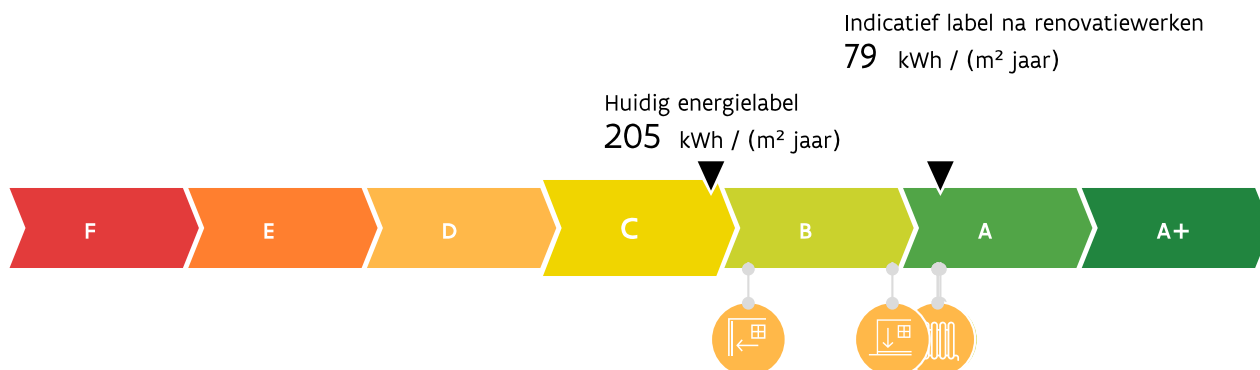 Indicatief label na renovatiewerken
79 kWh / (m² jaar)
Huidig energielabel
205 kWh / (m² jaar)
F E D C B A A+